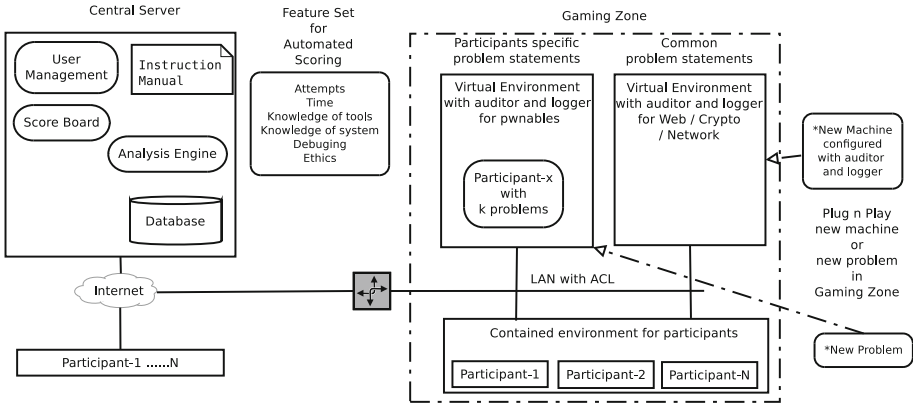 Central Server
User
Management
Instruction
Manual
Score Board
Analysis Engine
Database
Internet
Participant-1 ......N
Feature Set
for
Automated
Scoring
Attempts
Time
Knowledge of tools
Knowledge of system
Debuging
Ethics
Gaming Zone
Participants specific
problem statements
Virtual Environment
with auditor and logger
for pwnables
Participant-x
with
k problems
Common
problem statements
Virtual Environment
with auditor and logger
for Web / Crypto
/ Network
LAN with ACL
Contained environment for participants
Participant-1
Participant-2
Participant-N
*New Machine
configured
with auditor
and logger
Plug n Play
new machine
or
new problem
in
Gaming Zone
*New Problem